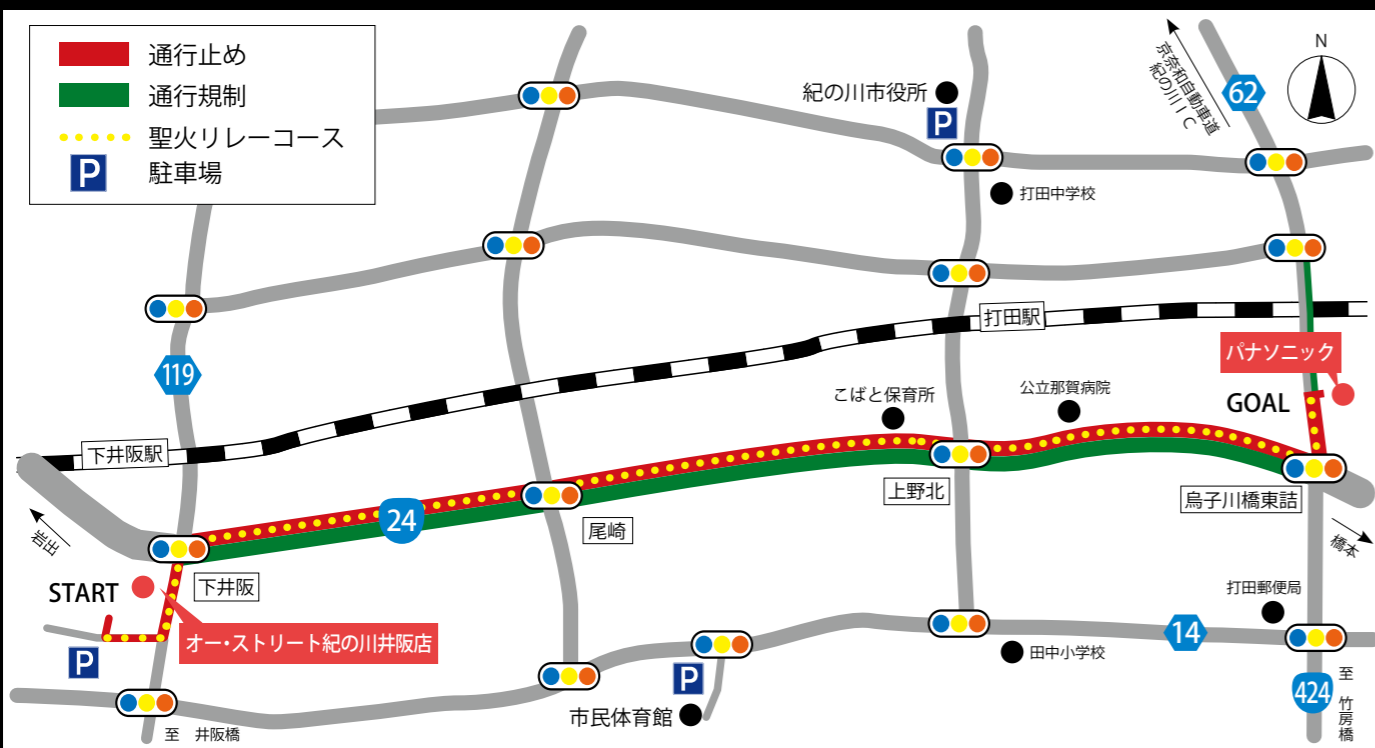 通行止め
通行規制
聖火リレーコース
P
駐車場
紀の川市役所
P
打田中学校
京奈和自動車道
紀の川IC
62
N
119
打田駅
パナソニック
GOAL
こばと保育所
公立那賀病院
下井阪駅
24
尾崎
上野北
烏子川橋東詰
岩出
橋本
START
下井阪
オー・ストリート紀の川井阪店
P
打田郵便局
14
田中小学校
P
市民体育館
424
至 竹房橋
至 井阪橋